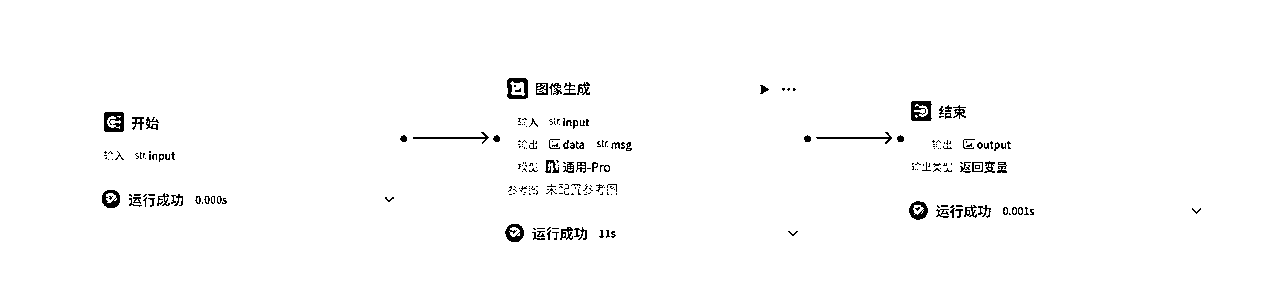 开始
输入 str. input
运行成功 0.000s
图像生成
输入 str. input
输出 data str. msg
模型 通用-Pro
参考图 未配置参考图
运行成功 11s
结束
输出 output
输出类型 返回变量
运行成功 0.001s